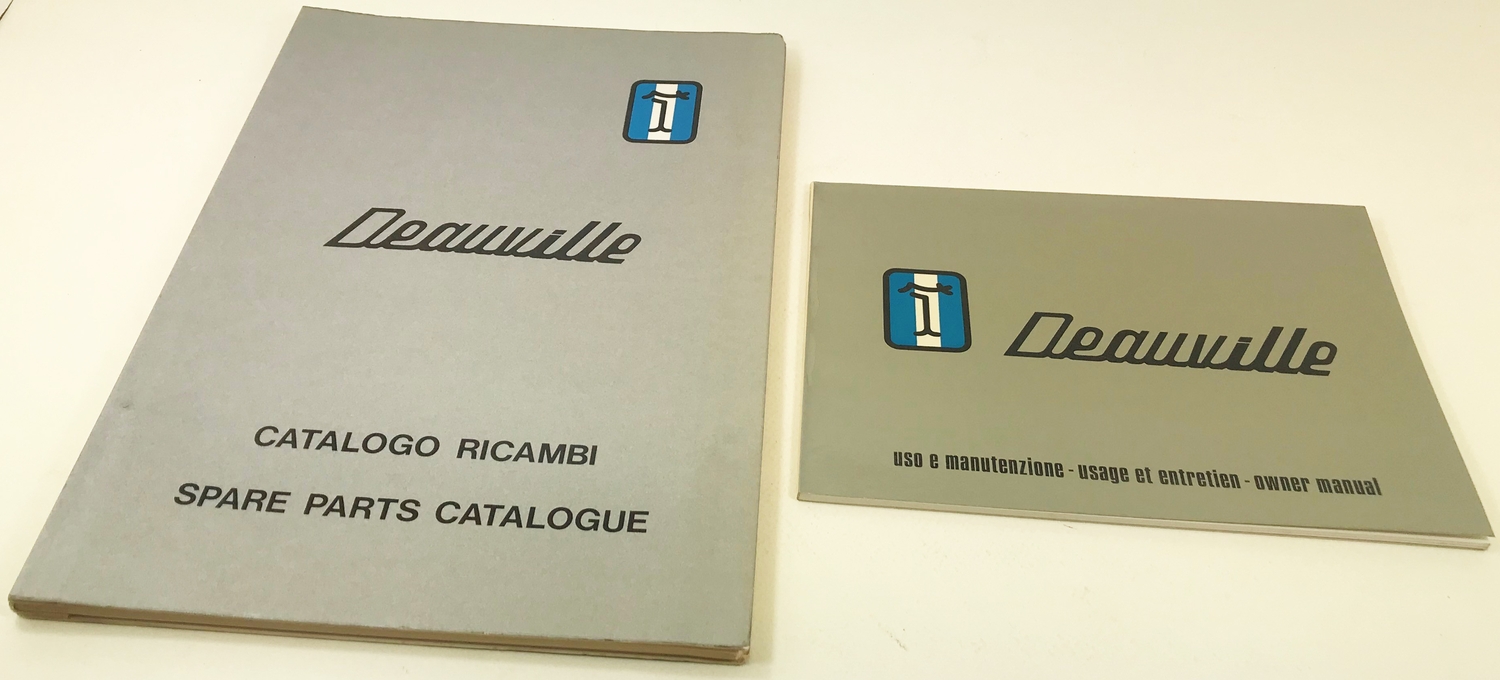 Deauville
CATALOGO RICAMBI
SPARE PARTS CATALOGUE
Deauville
uso e manutenzione - usage et entretien - owner manual